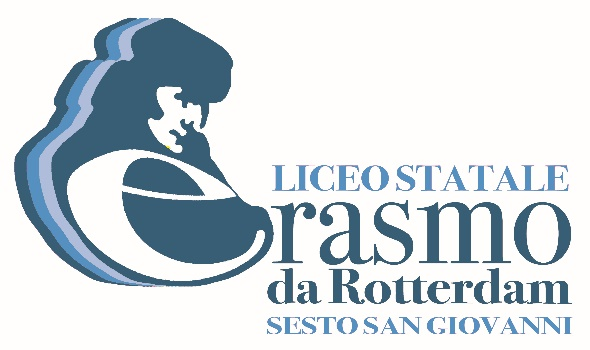 LICEO STATALE
erasmo
da Rotterdam
SESTO SAN GIOVANNI